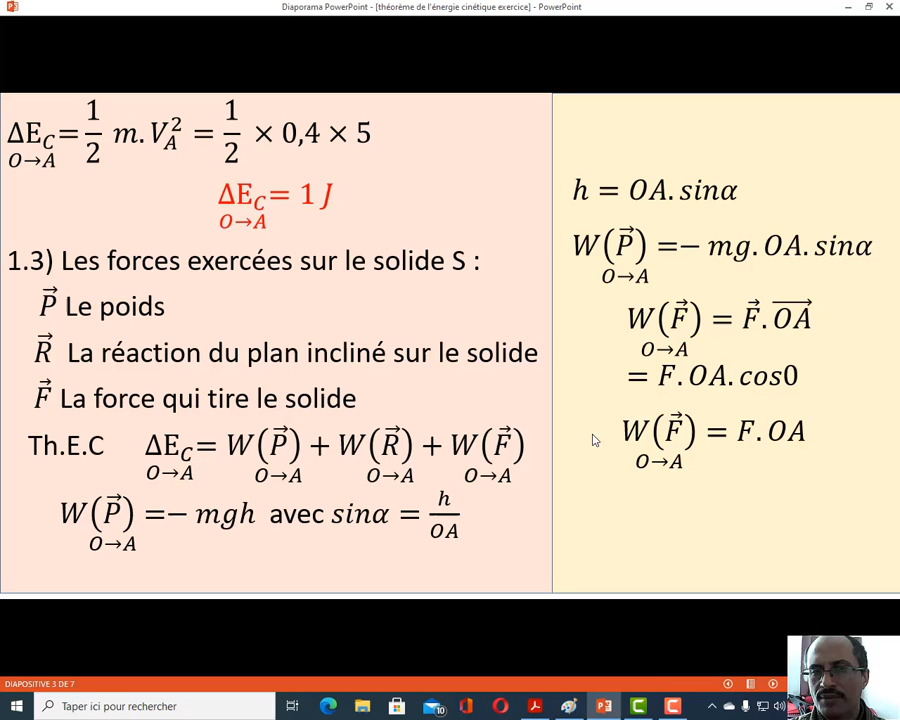 Diaporama PowerPoint - [théorème de l'énergie cinétique exercice] - PowerPoint
ΔE_C = 1/2 m.V_A^2 = 1/2 × 0,4 × 5
O→A
ΔE_C = 1 J
O→A
1.3) Les forces exercées sur le solide S :
P⃗ Le poids
R⃗ La réaction du plan incliné sur le solide
F⃗ La force qui tire le solide
Th.E.C ΔE_C = W(P⃗) + W(R⃗) + W(F⃗)
O→A O→A O→A O→A
W(P⃗) =− mgh avec sinα = h/OA
O→A
h = OA.sinα
W(P⃗) =− mg.OA.sinα
O→A
W(F⃗) = F⃗.OA⃗
O→A
= F.OA.cos0
W(F⃗) = F.OA
O→A
DIAPOSITIVE 3 DE 7
Taper ici pour rechercher
10